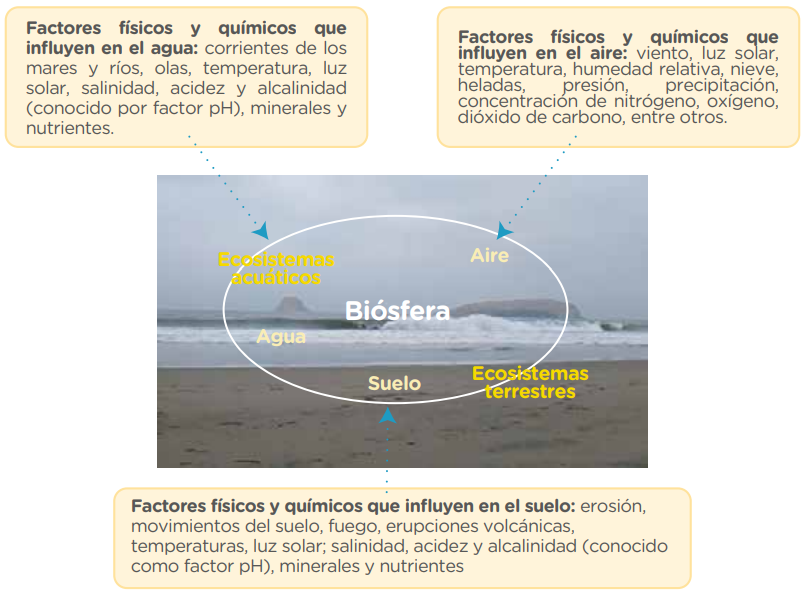 Factores físicos y químicos que
influyen en el agua: corrientes de los
mares y ríos, olas, temperatura, luz
solar, salinidad, acidez y alcalinidad
(conocido por factor pH), minerales y
nutrientes.
Factores físicos y químicos que
influyen en el aire: viento, luz solar,
temperatura, humedad relativa, nieve,
heladas, presión, precipitación,
concentración de nitrógeno, oxígeno,
dióxido de carbono, entre otros.
Ecosistemas
acuáticos
Aire
Biósfera
Agua
Suelo
Ecosistemas
terrestres
Factores físicos y químicos que influyen en el suelo: erosión,
movimientos del suelo, fuego, erupciones volcánicas,
temperaturas, luz solar; salinidad, acidez y alcalinidad (conocido
como factor pH), minerales y nutrientes